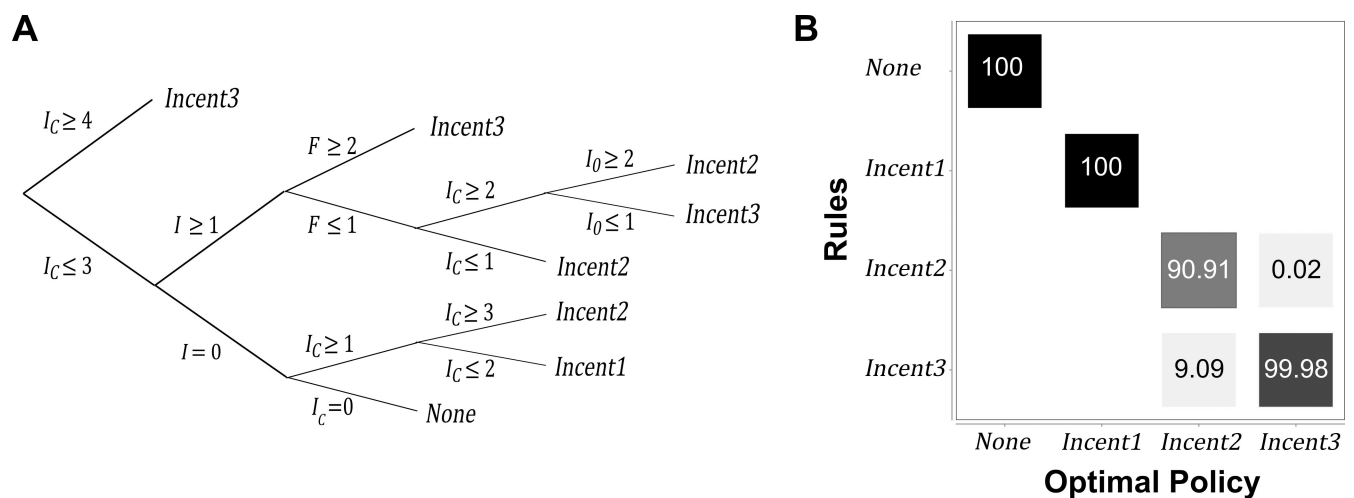 A
I_C ≥ 4
Incent3
I_C ≤ 3
I ≥ 1
I = 0
F ≥ 2
Incent3
F ≤ 1
I_C ≥ 2
I_0 ≥ 2
Incent2
I_0 ≤ 1
Incent3
I_C ≤ 1
Incent2
I_C ≥ 1
I_C ≥ 3
Incent2
I_C ≤ 2
Incent1
I_C = 0
None
B
Rules
None
100
Incent1
100
Incent2
90.91 0.02
Incent3
9.09 99.98
None Incent1 Incent2 Incent3
Optimal Policy